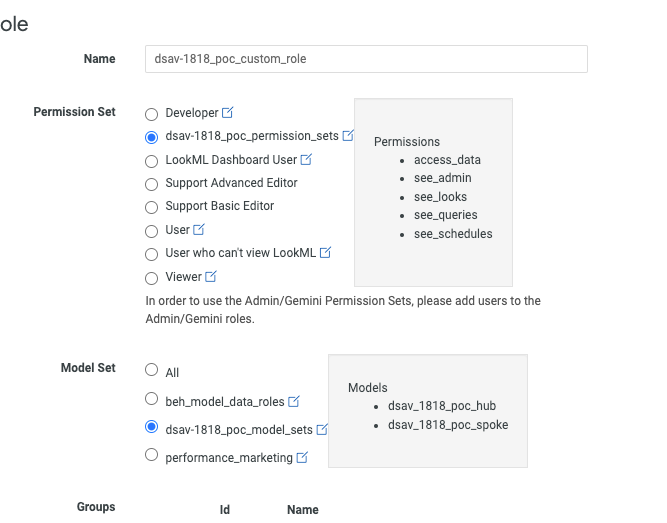 ole
Name
dsav-1818_poc_custom_role
Permission Set
Developer
dsav-1818_poc_permission_sets
LookML Dashboard User
Support Advanced Editor
Support Basic Editor
User
User who can't view LookML
Viewer
Permissions
access_data
see_admin
see_looks
see_queries
see_schedules
In order to use the Admin/Gemini Permission Sets, please add users to the
Admin/Gemini roles.
Model Set
All
beh_model_data_roles
dsav-1818_poc_model_sets
performance_marketing
Models
dsav_1818_poc_hub
dsav_1818_poc_spoke
Groups
Id Name